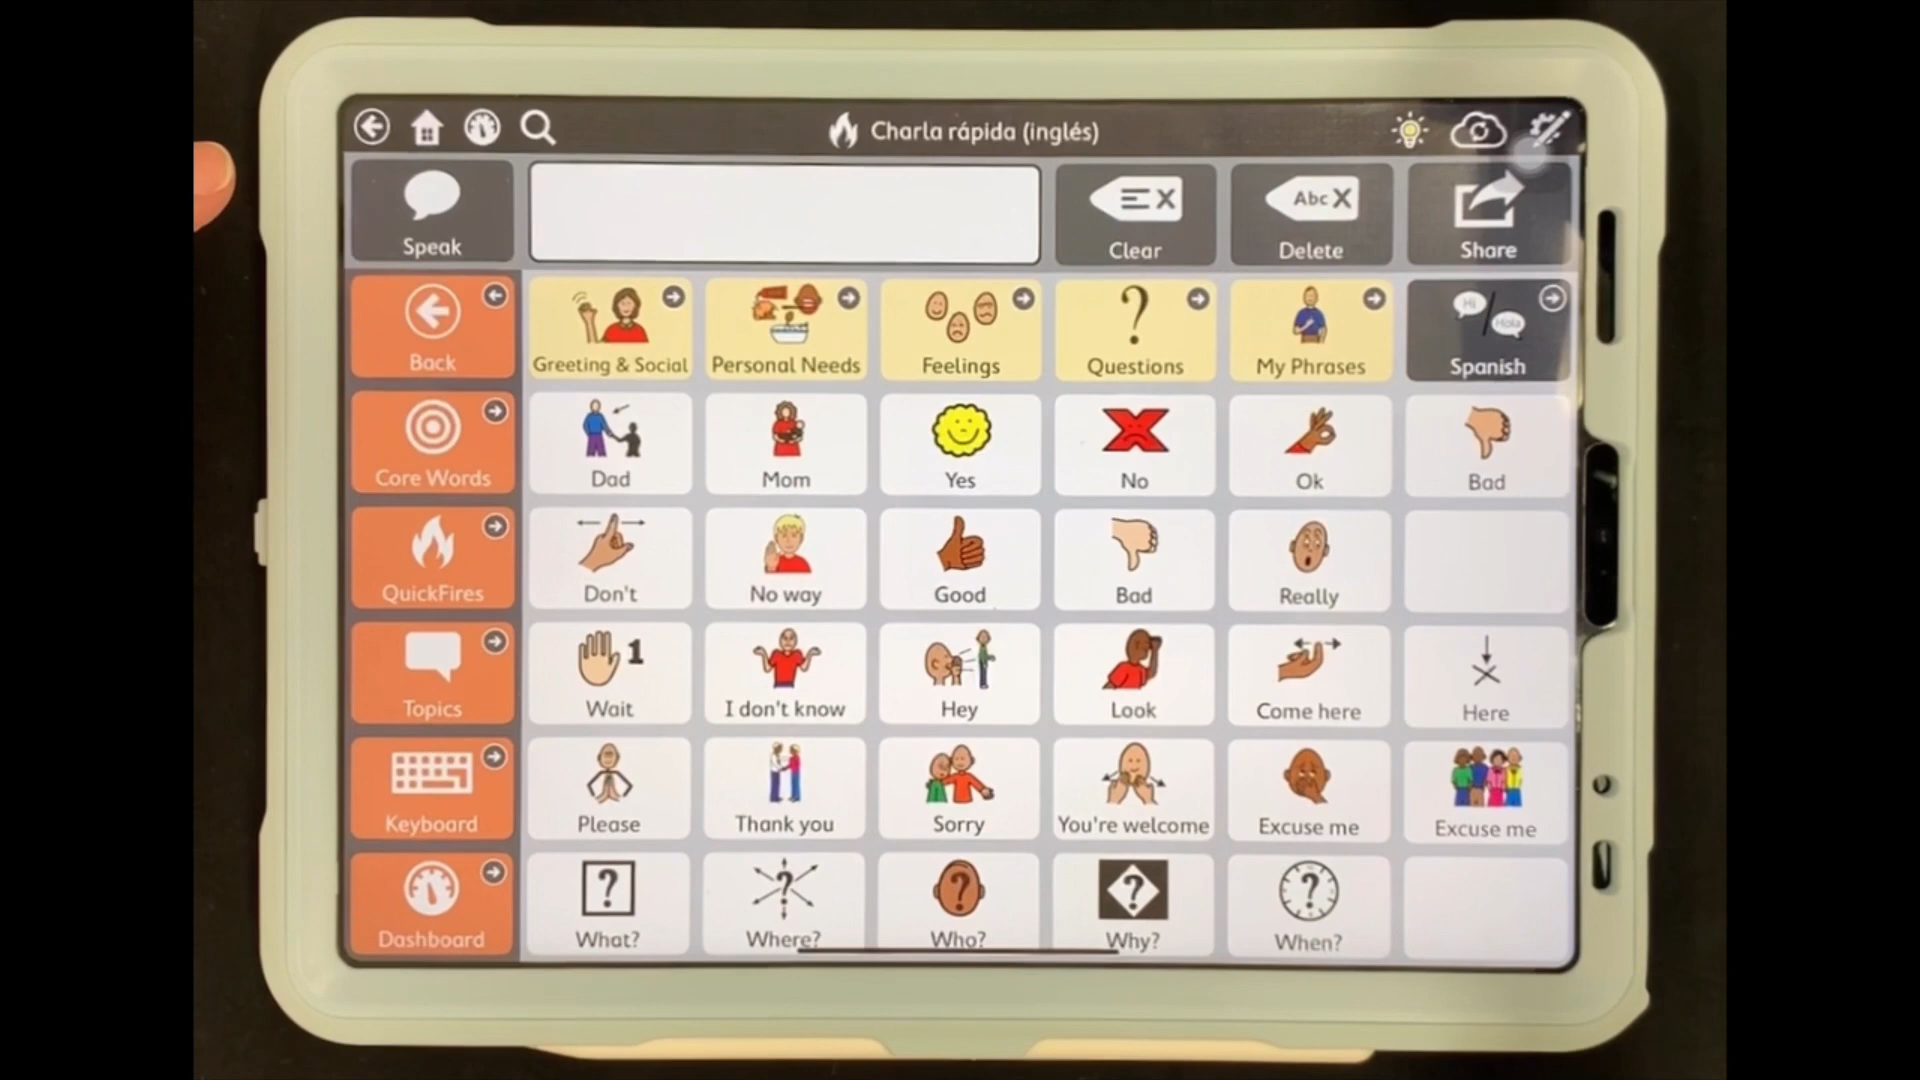 Charla rápida (inglés)
Speak
Clear
Abc X
Delete
Share
Back
Greeting & Social
Personal Needs
Feelings
Questions
My Phrases
Hi
Hola
Spanish
Core Words
Dad
Mom
Yes
No
Ok
Bad
QuickFires
Don't
No way
Good
Bad
Really
Topics
1
Wait
I don't know
Hey
Look
Come here
Here
Keyboard
Please
Thank you
Sorry
You're welcome
Excuse me
Excuse me
Dashboard
?
What?
?
Where?
?
Who?
?
Why?
?
When?